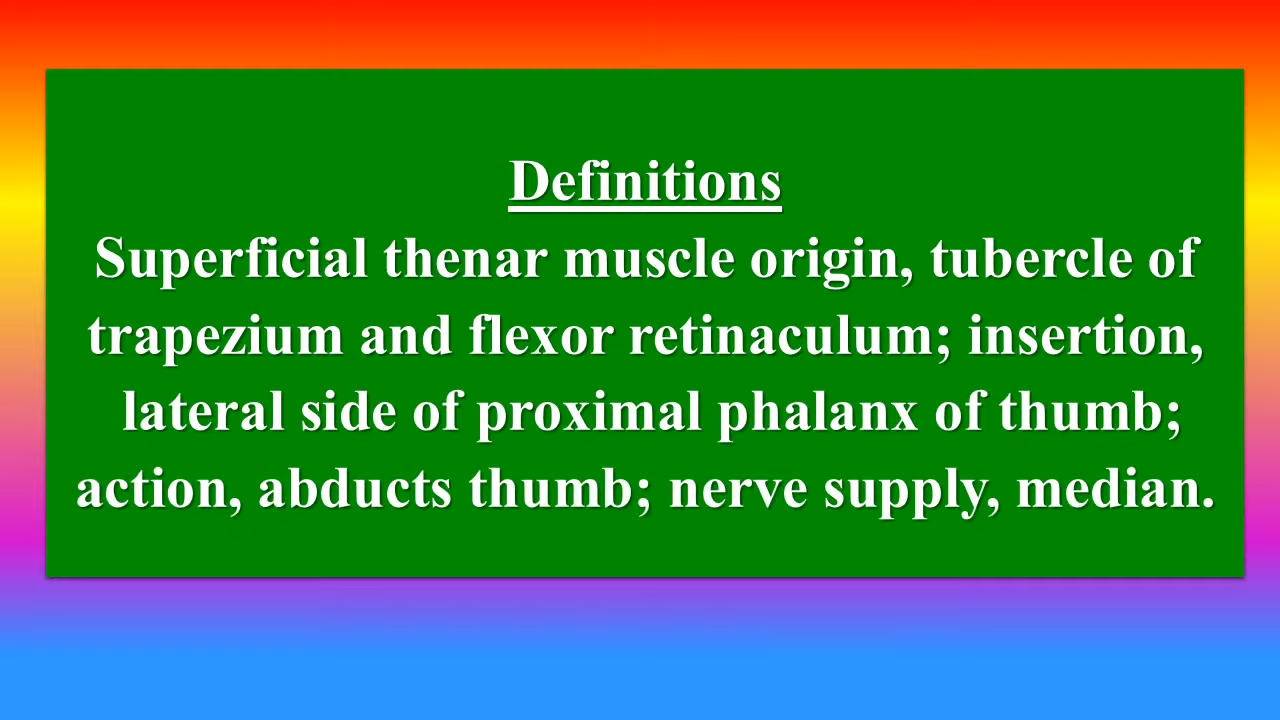 Definitions
Superficial thenar muscle origin, tubercle of
trapezium and flexor retinaculum; insertion,
lateral side of proximal phalanx of thumb;
action, abducts thumb; nerve supply, median.